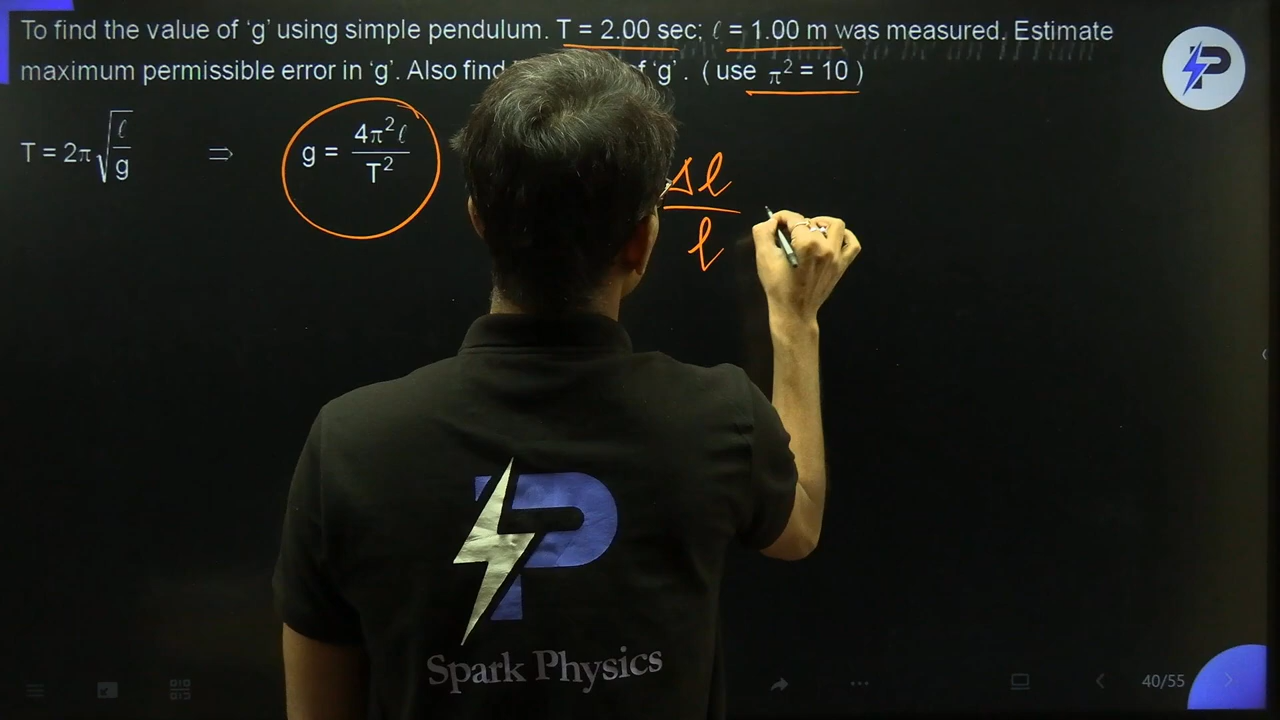 To find the value of ‘g’ using simple pendulum. T = 2.00 sec; ℓ = 1.00 m was measured. Estimate
maximum permissible error in ‘g’. Also find of ‘g’ . ( use π² = 10 )
T = 2π√(ℓ/g) ⇒ g = 4π²ℓ / T²
Δℓ
ℓ
P
P
Spark Physics
40/55